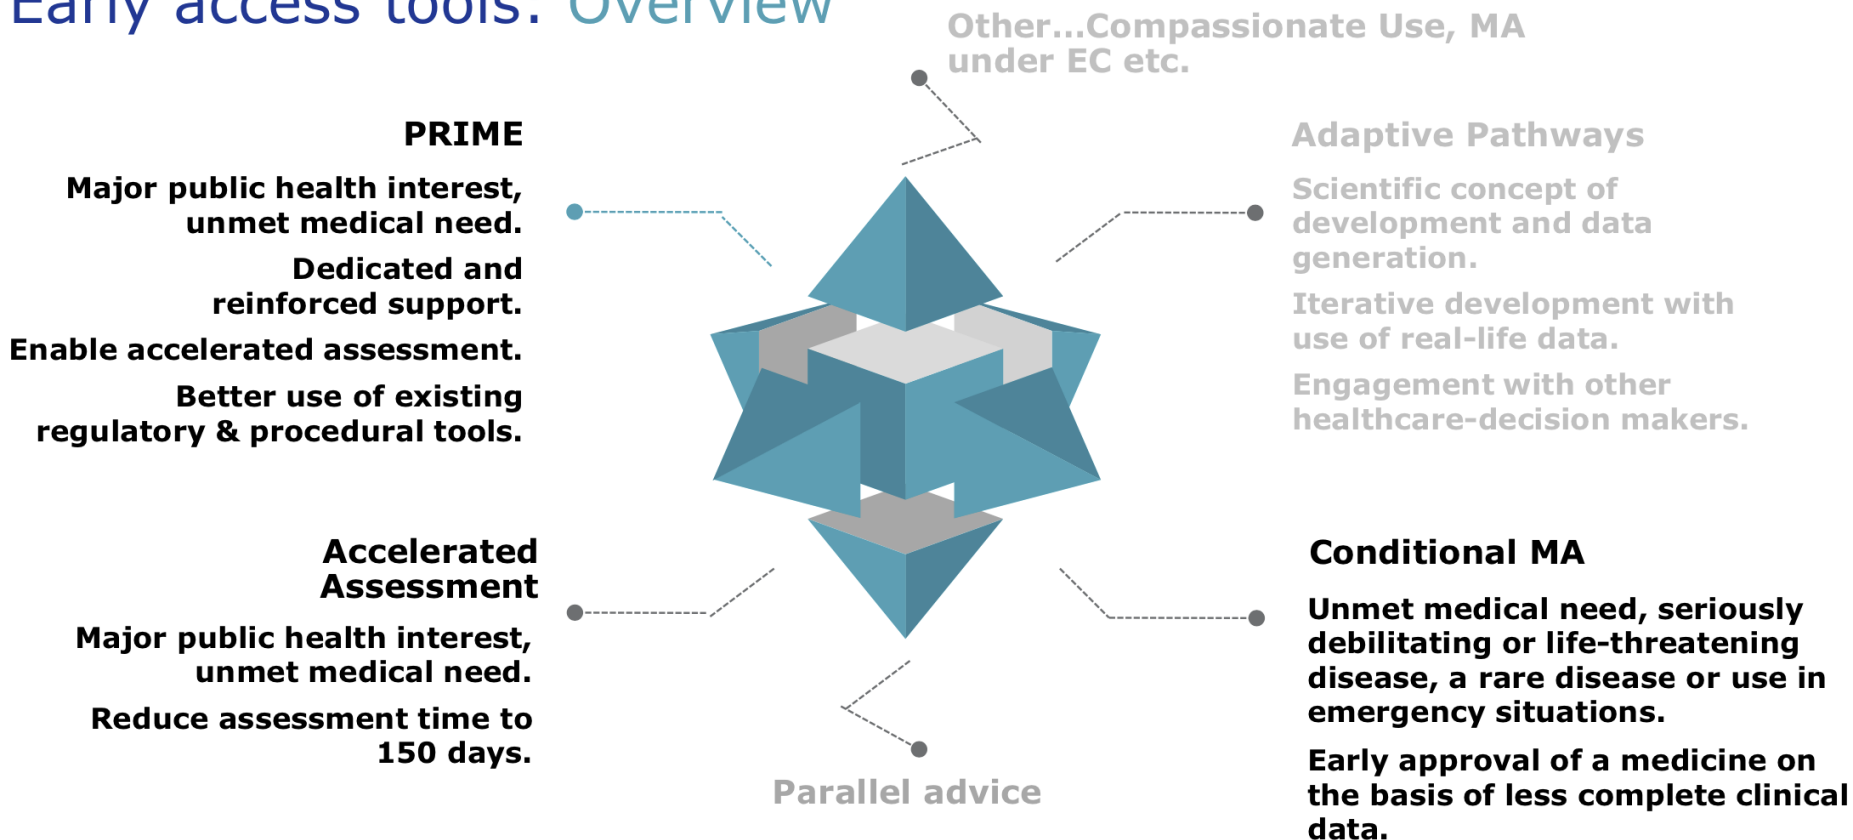 Early access tools: Overview
Other...Compassionate Use, MA
under EC etc.
PRIME
Major public health interest,
unmet medical need.
Dedicated and
reinforced support.
Enable accelerated assessment.
Better use of existing
regulatory & procedural tools.
Adaptive Pathways
Scientific concept of
development and data
generation.
Iterative development with
use of real-life data.
Engagement with other
healthcare-decision makers.
Accelerated
Assessment
Major public health interest,
unmet medical need.
Reduce assessment time to
150 days.
Conditional MA
Unmet medical need, seriously
debilitating or life-threatening
disease, a rare disease or use in
emergency situations.
Early approval of a medicine on
the basis of less complete clinical
data.
Parallel advice